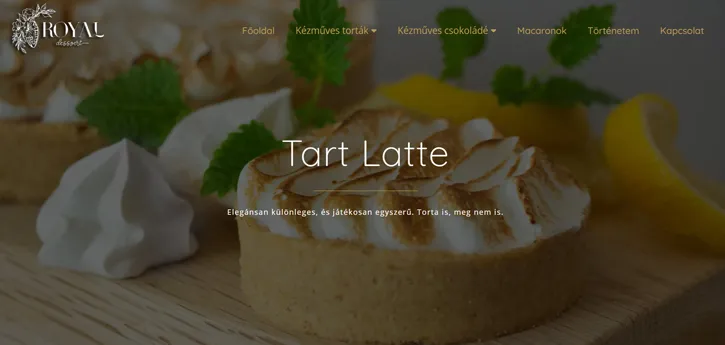 ROYAL
dessert
Főoldal
Kézműves torták
Kézműves csokoládé
Macaronok
Történetem
Kapcsolat
Tart Latte
Elegánsan különleges, és játékosan egyszerű. Torta is, meg nem is.